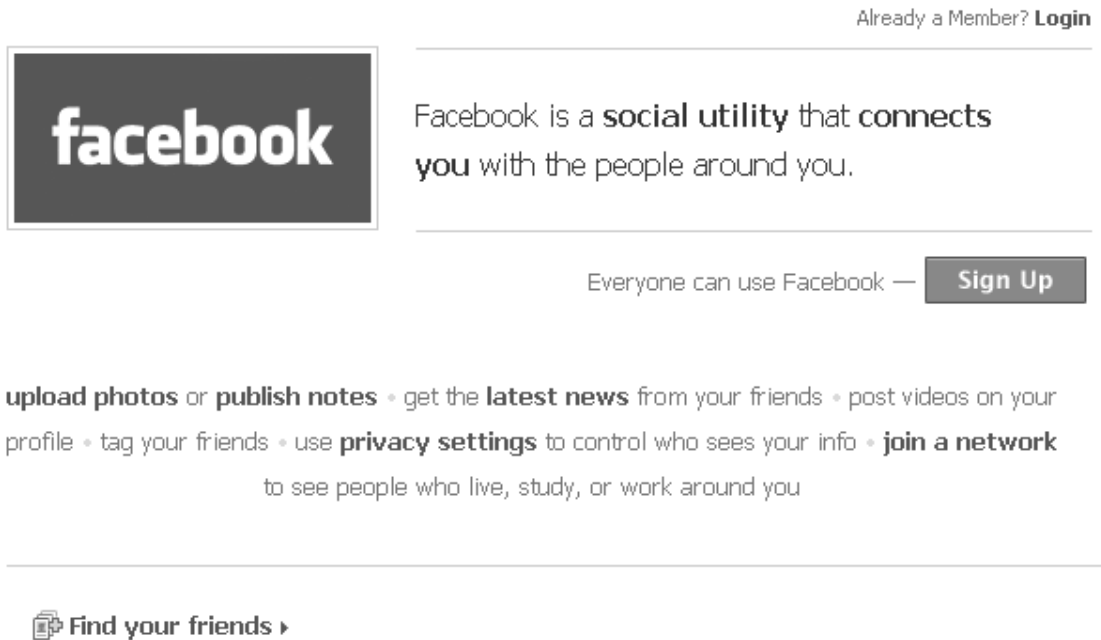 Already a Member? Login
facebook
Facebook is a social utility that connects
you with the people around you.
Everyone can use Facebook — Sign Up
upload photos or publish notes • get the latest news from your friends • post videos on your
profile • tag your friends • use privacy settings to control who sees your info • join a network
to see people who live, study, or work around you
Find your friends